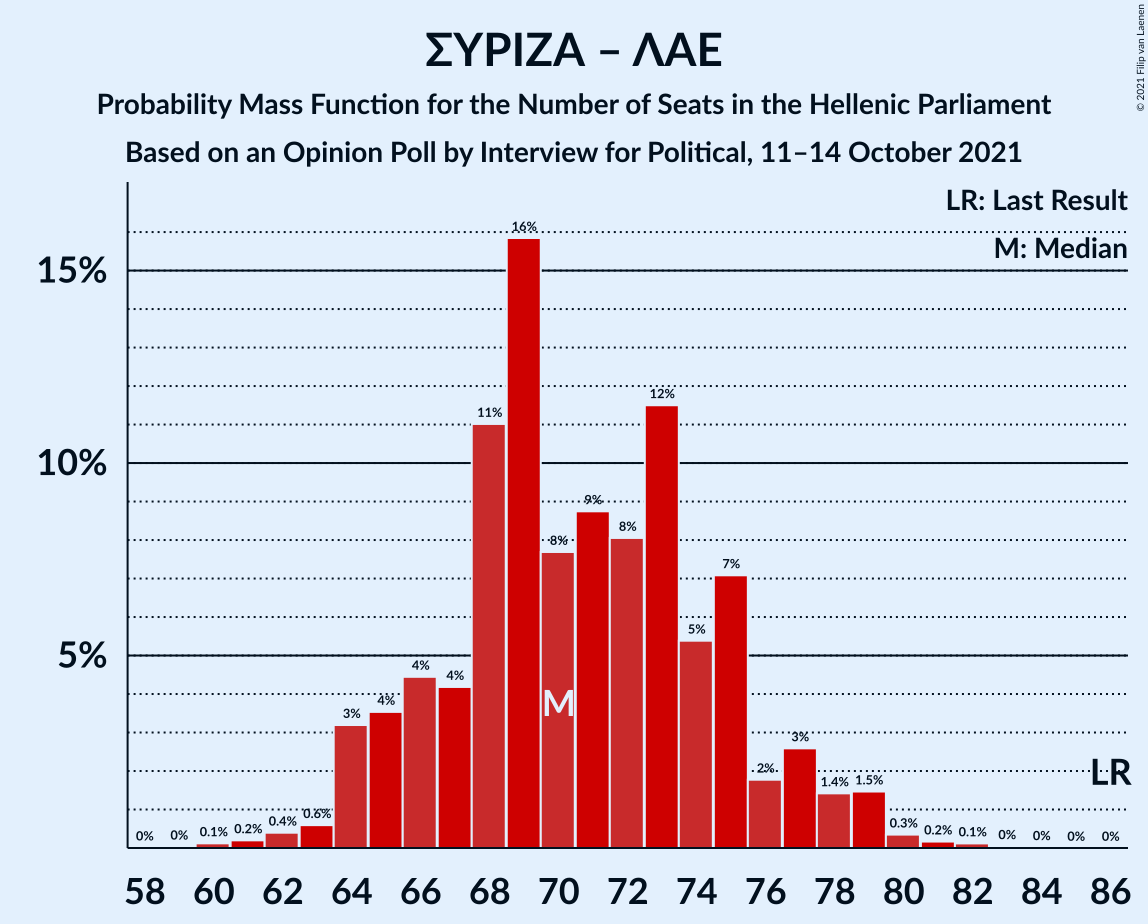 ΣΥΡΙΖΑ – ΛΑΕ
Probability Mass Function for the Number of Seats in the Hellenic Parliament
Based on an Opinion Poll by Interview for Political, 11–14 October 2021
© 2021 Filip van Laenen
LR: Last Result
M: Median
15%
10%
5%
0% 0% 0.1% 0.2% 0.4% 0.6% 3% 4% 4% 4% 11% 16% 8% 9% 8% 12% 5% 7% 2% 3% 1.4% 1.5% 0.3% 0.2% 0.1% 0% 0% 0% 0%
M
LR
58 60 62 64 66 68 70 72 74 76 78 80 82 84 86